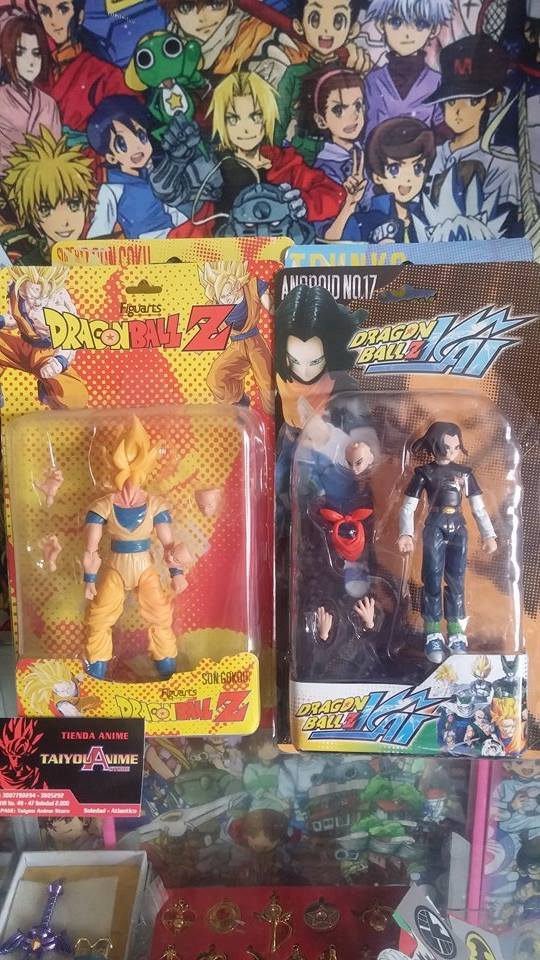 TRUNKS
ANDROID NO.17
Figuarts
DRAGON BALL Z
DRAGON
BALL Z KAI
SON GOKOU
Figuarts
DRAGON BALL Z
DRAGON
BALL Z KAI
TIENDA ANIME
TAIYOU ANIME
Soledad - Atlantico
M